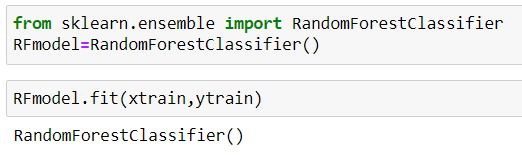 from sklearn.ensemble import RandomForestClassifier
RFmodel=RandomForestClassifier()
RFmodel.fit(xtrain,ytrain)
RandomForestClassifier()